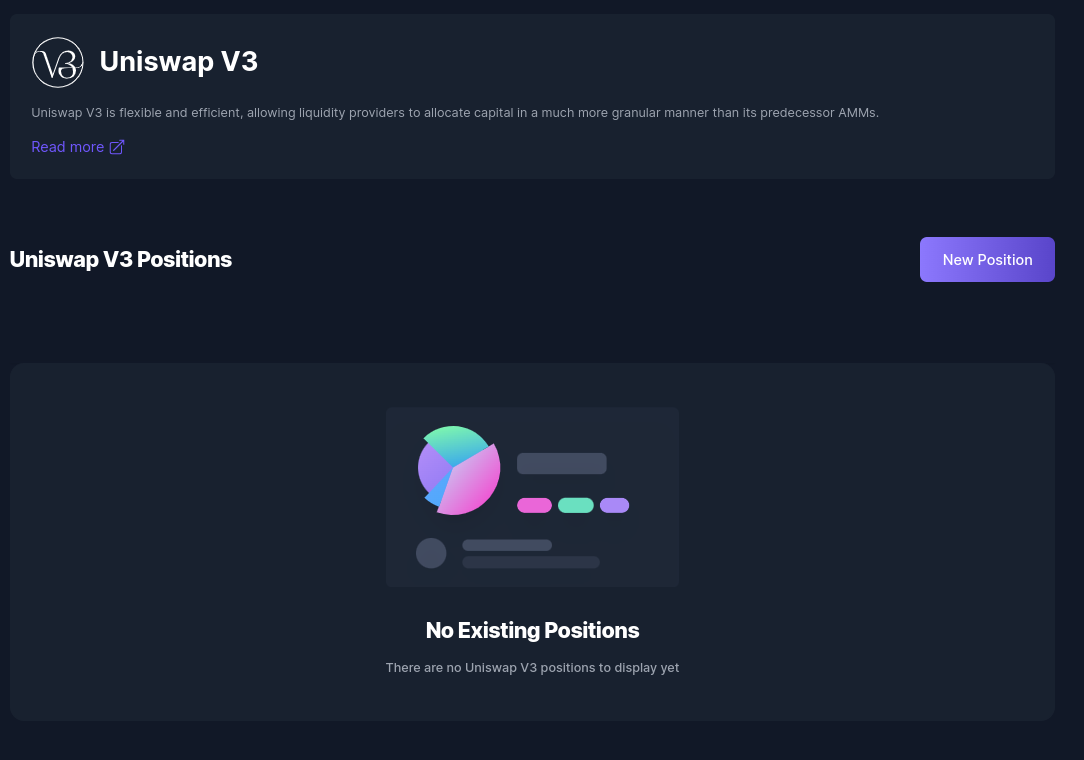 V3
Uniswap V3
Uniswap V3 is flexible and efficient, allowing liquidity providers to allocate capital in a much more granular manner than its predecessor AMMs.
Read more
Uniswap V3 Positions
New Position
No Existing Positions
There are no Uniswap V3 positions to display yet